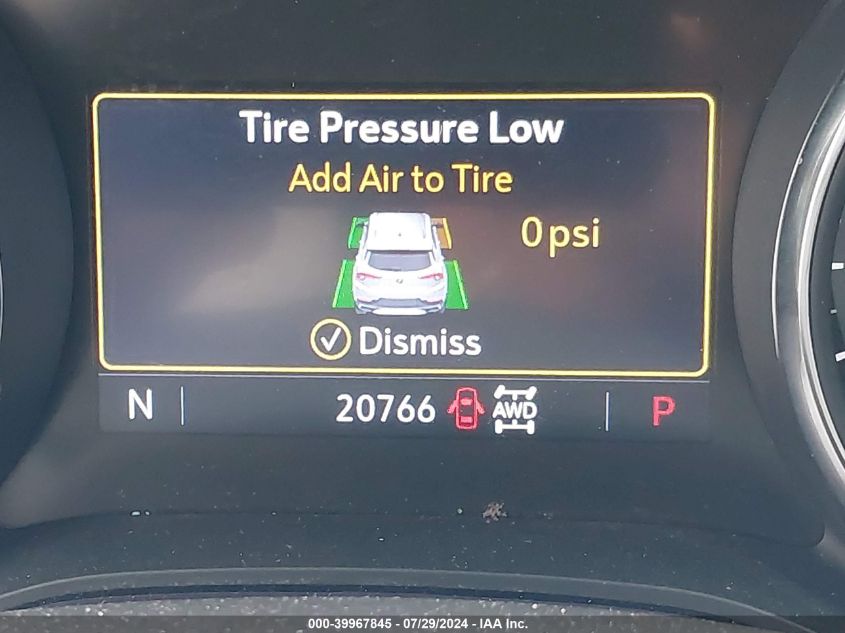 Tire Pressure Low
Add Air to Tire
0 psi
Dismiss
N 20766 AWD P
000-39967845 - 07/29/2024 - IAA Inc.